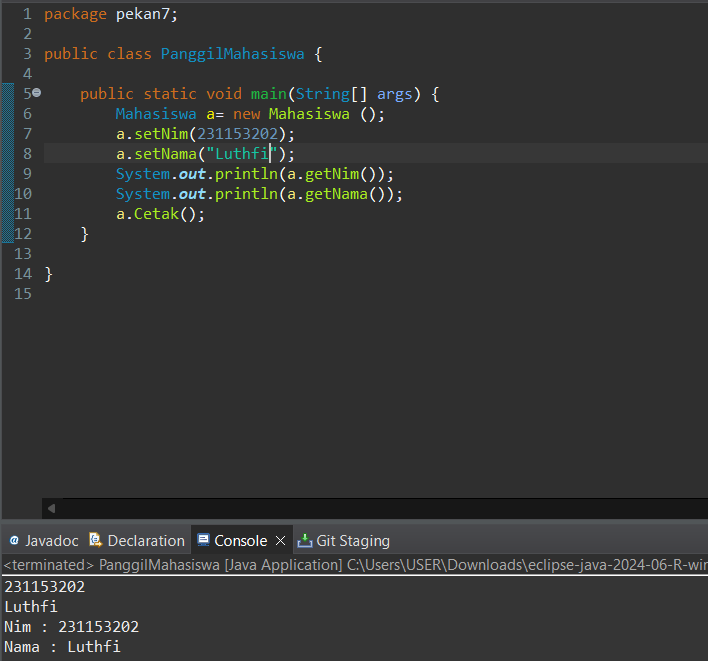 1 package pekan7;
2
3 public class PanggilMahasiswa {
4
5 public static void main(String[] args) {
6 Mahasiswa a= new Mahasiswa ();
7 a.setNim(231153202);
8 a.setNama("Luthfi");
9 System.out.println(a.getNim());
10 System.out.println(a.getNama());
11 a.Cetak();
12 }
13
14 }
15
@ Javadoc Declaration Console Git Staging
<terminated> PanggilMahasiswa [Java Application] C:\Users\USER\Downloads\eclipse-java-2024-06-R-win
231153202
Luthfi
Nim : 231153202
Nama : Luthfi